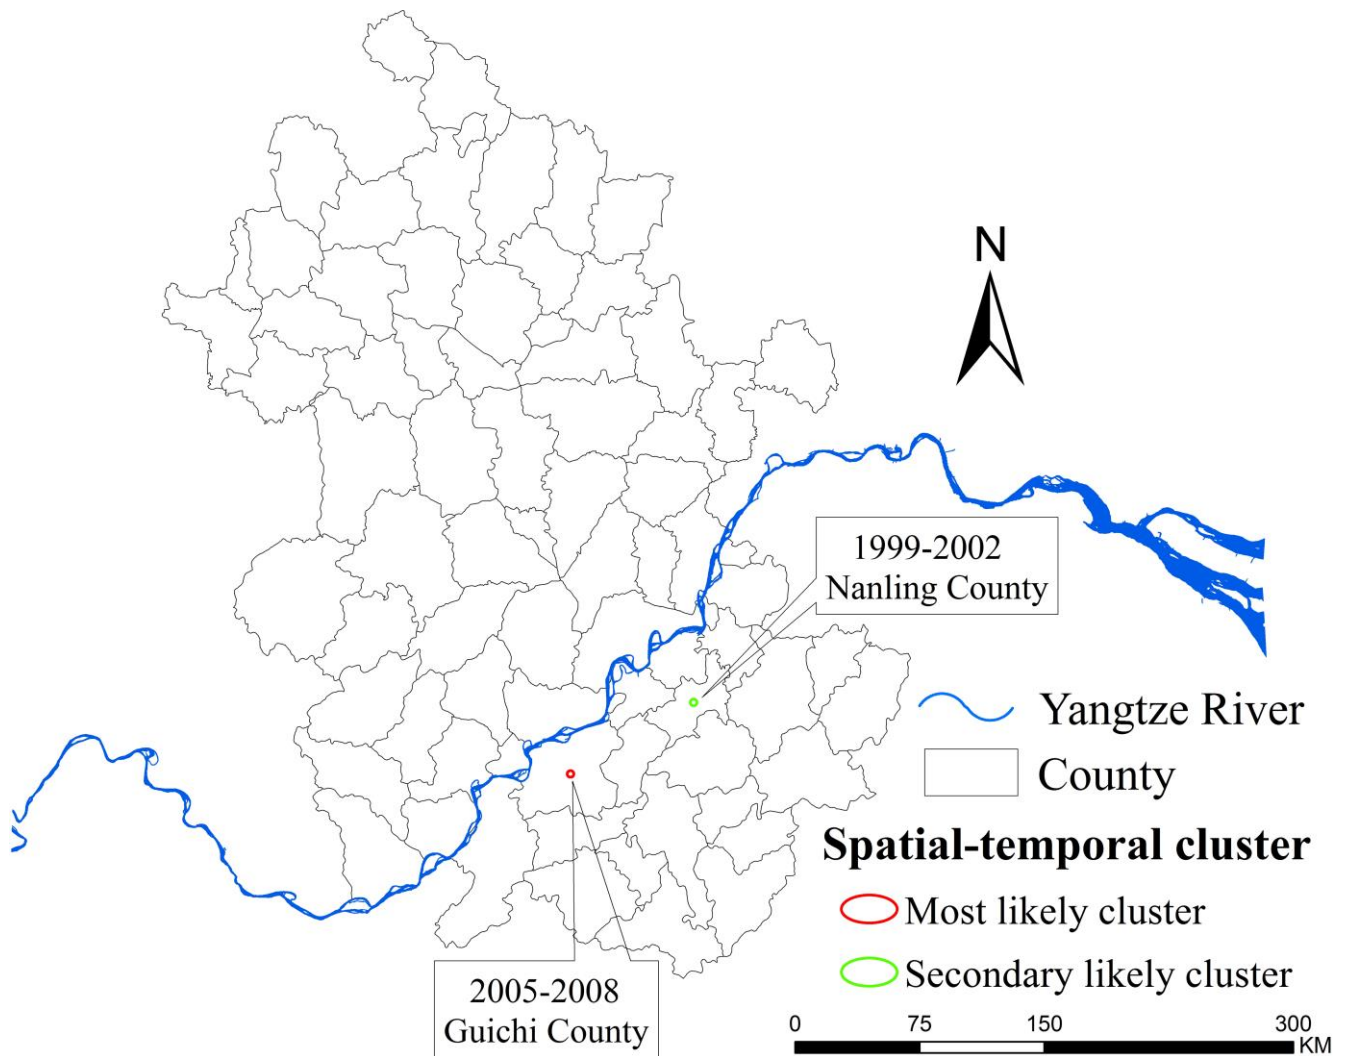 N
1999-2002
Nanling County
Yangtze River
County
Spatial-temporal cluster
Most likely cluster
Secondary likely cluster
2005-2008
Guichi County
0 75 150 300
KM